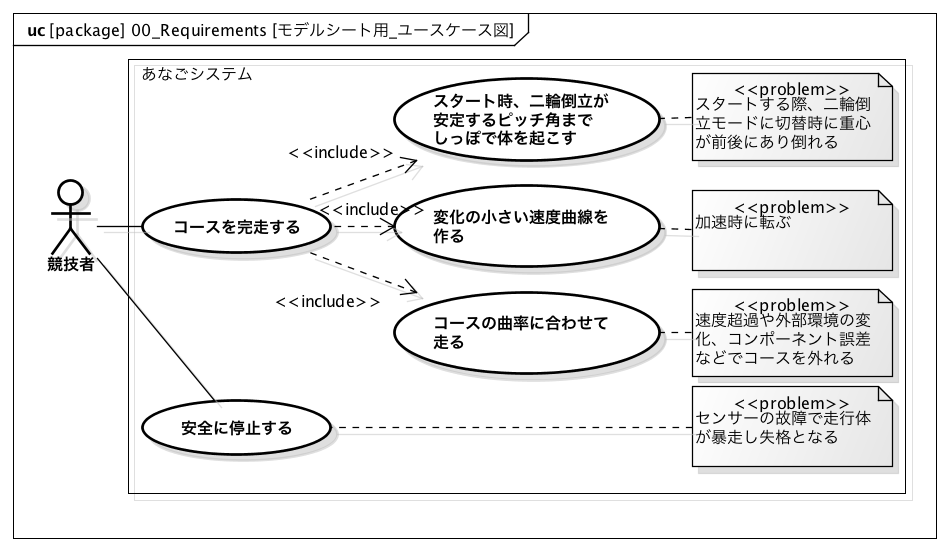 uc [package] 00_Requirements [モデルシート用_ユースケース図]
あなごシステム
スタート時、二輪倒立が
安定するピッチ角まで
しっぽで体を起こす
<<problem>>
スタートする際、二輪倒
立モードに切替時に重心
が前後にあり倒れる
<<include>>
コースを完走する
<<include>>
変化の小さい速度曲線を
作る
<<problem>>
加速時に転ぶ
競技者
<<include>>
コースの曲率に合わせて
走る
<<problem>>
速度超過や外部環境の変
化、コンポーネント誤差
などでコースを外れる
安全に停止する
<<problem>>
センサーの故障で走行体
が暴走し失格となる